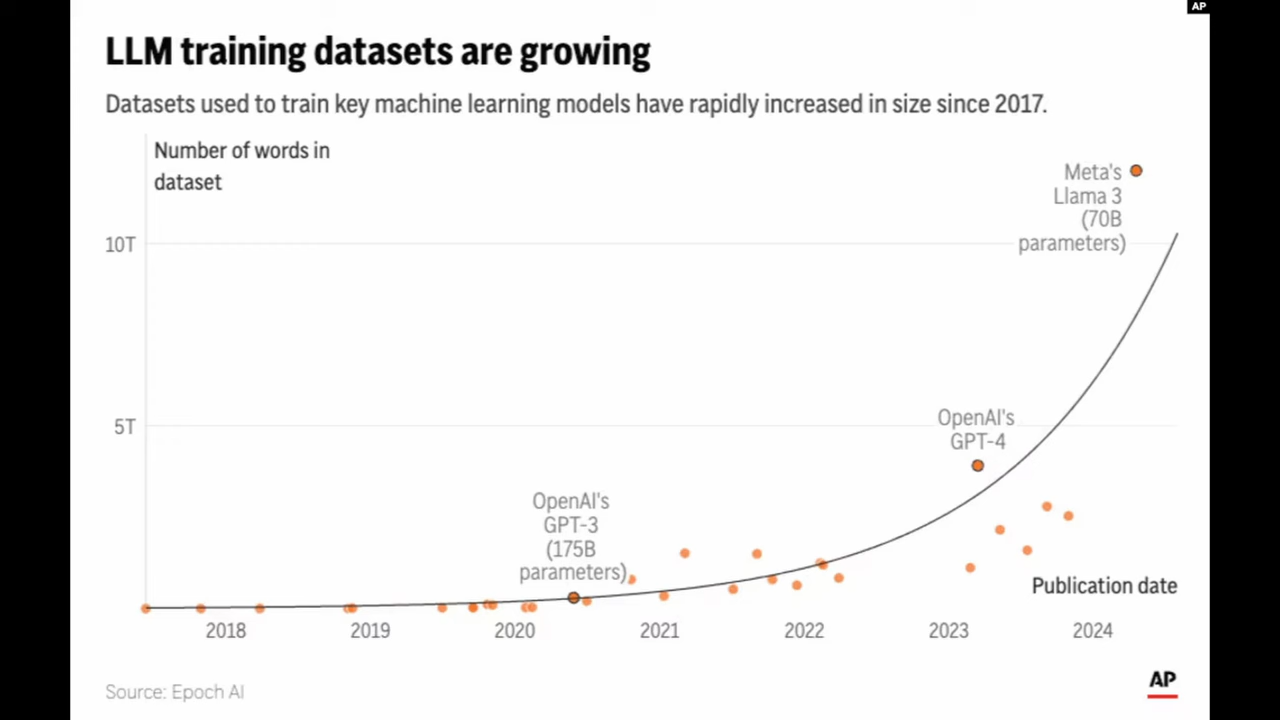 AP
LLM training datasets are growing
Datasets used to train key machine learning models have rapidly increased in size since 2017.
Number of words in
dataset
Meta's
Llama 3
(70B
parameters)
10T
5T
OpenAI's
GPT-4
OpenAI's
GPT-3
(175B
parameters)
Publication date
2018
2019
2020
2021
2022
2023
2024
Source: Epoch AI
AP